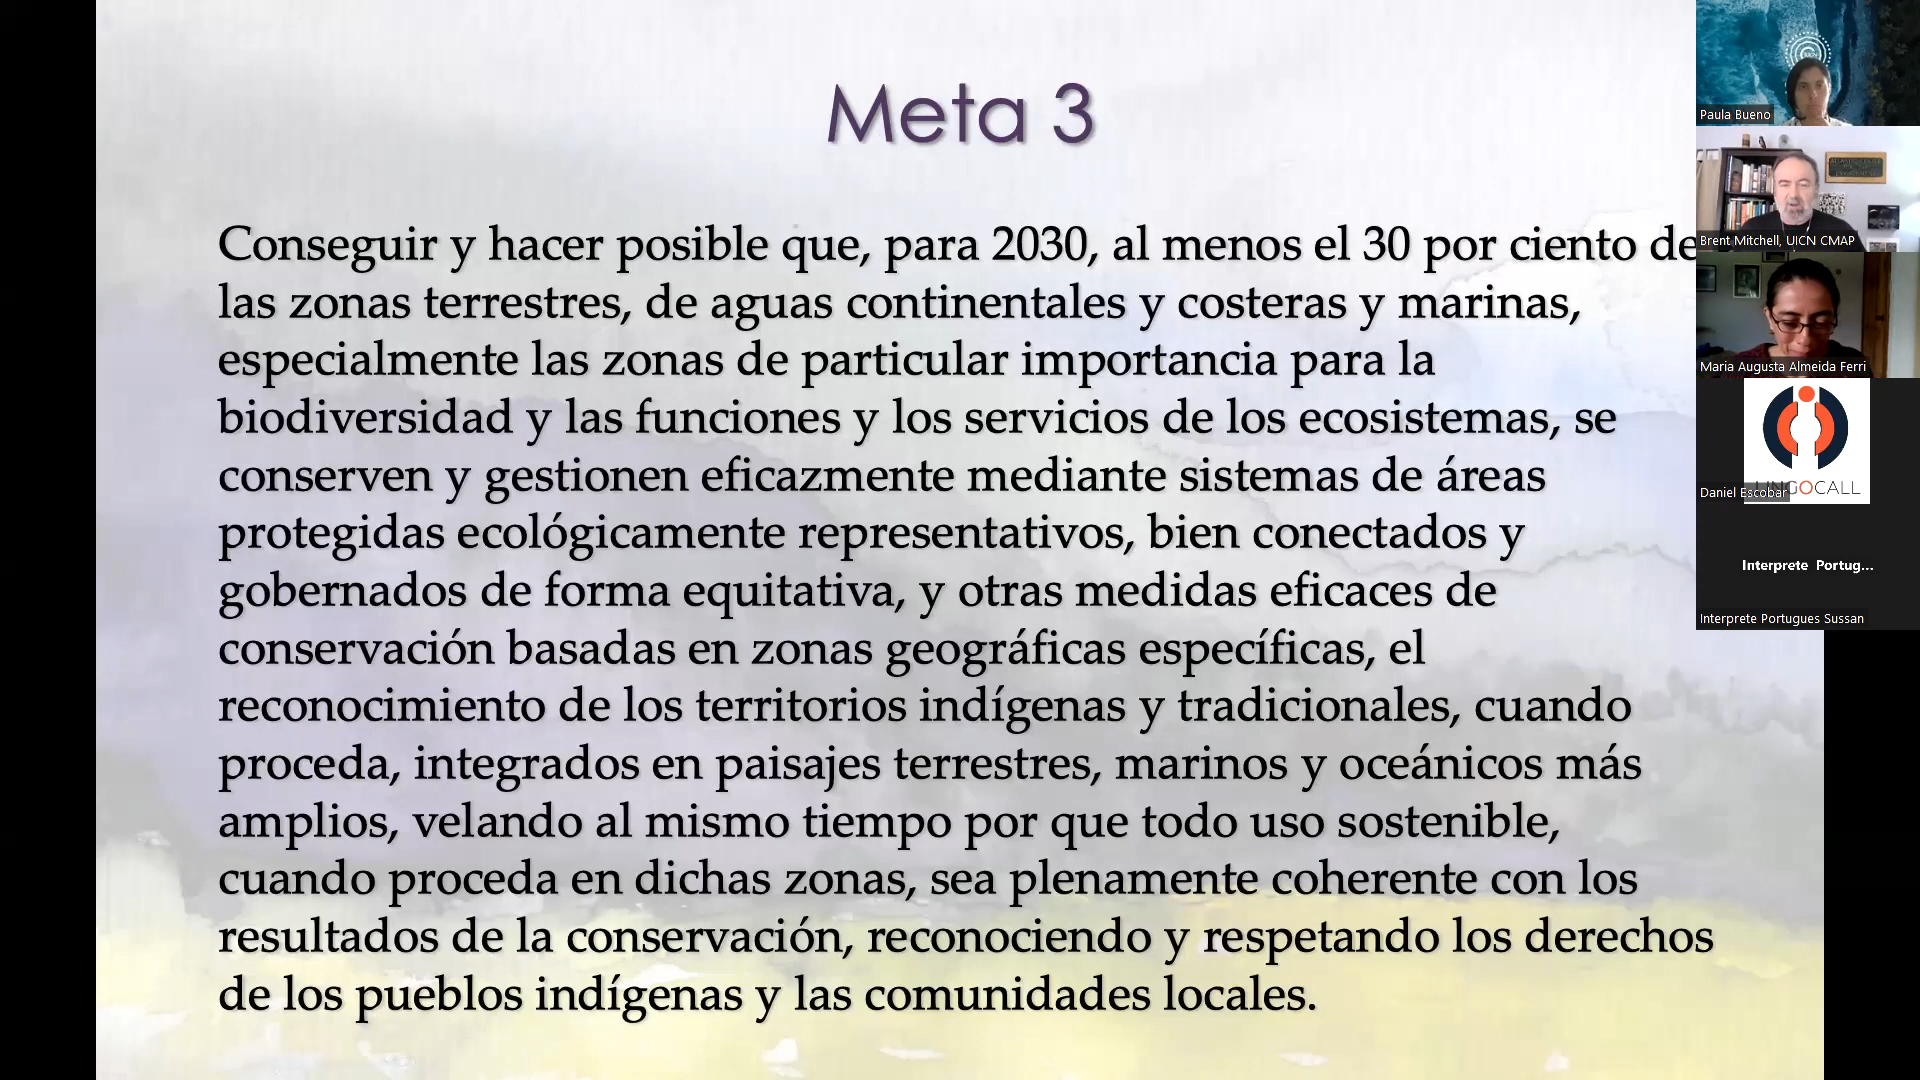 Meta 3
Conseguir y hacer posible que, para 2030, al menos el 30 por ciento de
las zonas terrestres, de aguas continentales y costeras y marinas,
especialmente las zonas de particular importancia para la
biodiversidad y las funciones y los servicios de los ecosistemas, se
conserven y gestionen eficazmente mediante sistemas de áreas
protegidas ecológicamente representativos, bien conectados y
gobernados de forma equitativa, y otras medidas eficaces de
conservación basadas en zonas geográficas específicas, el
reconocimiento de los territorios indígenas y tradicionales, cuando
proceda, integrados en paisajes terrestres, marinos y oceánicos más
amplios, velando al mismo tiempo por que todo uso sostenible,
cuando proceda en dichas zonas, sea plenamente coherente con los
resultados de la conservación, reconociendo y respetando los derechos
de los pueblos indígenas y las comunidades locales.
Paula Bueno
Brent Mitchell, UICN CMAP
Maria Augusta Almeida Ferri
Daniel Escobar
Interprete Portug...
Interprete Portugues Sussan